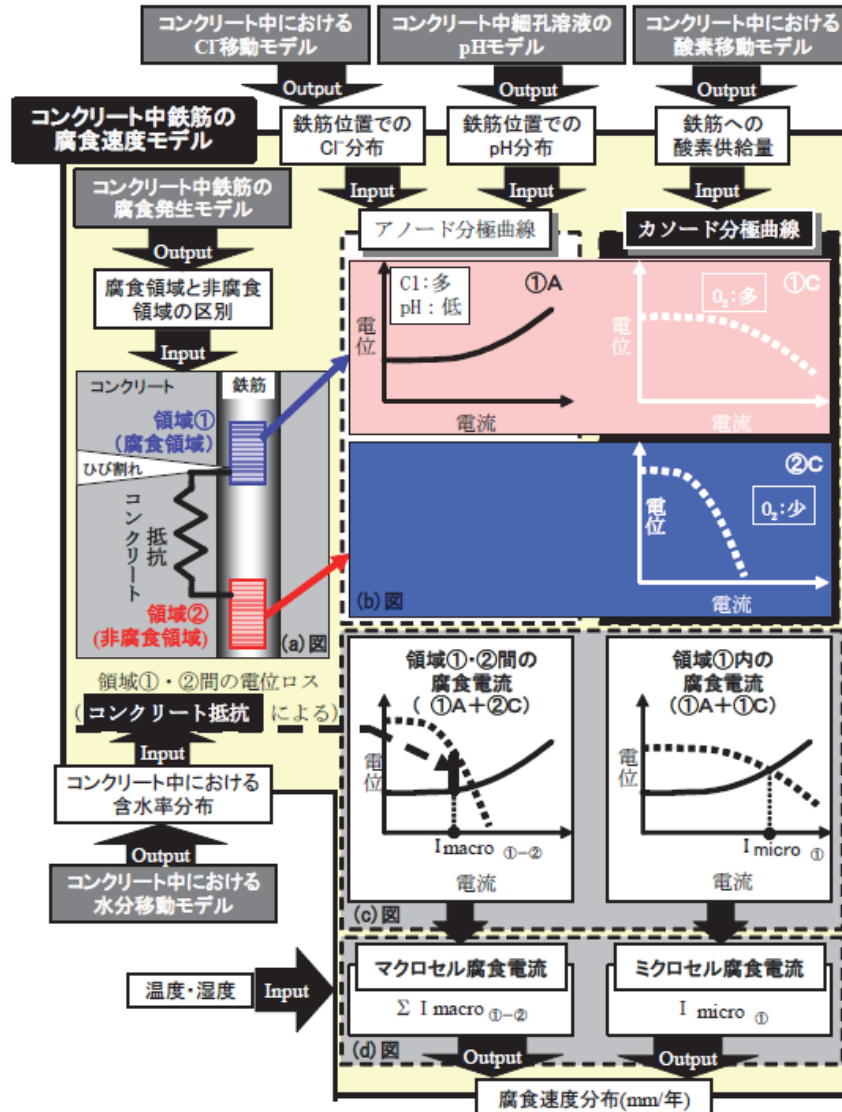 コンクリート中における
Cl⁻移動モデル
コンクリート中細孔溶液の
pHモデル
コンクリート中における
酸素移動モデル
Output
Output
Output
コンクリート中鉄筋の
腐食速度モデル
鉄筋位置での
Cl⁻分布
鉄筋位置での
pH分布
鉄筋への
酸素供給量
Input
Input
Input
コンクリート中鉄筋の
腐食発生モデル
Output
腐食領域と非腐食
領域の区別
Input
アノード分極曲線
カソード分極曲線
Cl:多
pH:低
①A
電位
電流
O₂:多
①C
電位
電流
コンクリート
鉄筋
領域①
(腐食領域)
ひび割れ
コンクリート
抵抗
領域②
(非腐食領域)
(a)図
②C
O₂:少
電位
電流
(b)図
領域①・②間の電位ロス
(コンクリート抵抗による)
Input
コンクリート中における
含水率分布
Output
コンクリート中における
水分移動モデル
領域①・②間の
腐食電流
(①A+②C)
電位
I macro ①-②
電流
領域①内の
腐食電流
(①A+①C)
電位
I micro ①
電流
(c)図
温度・湿度
Input
マクロセル腐食電流
Σ I macro ①-②
ミクロセル腐食電流
I micro ①
(d)図
Output
Output
腐食速度分布(mm/年)